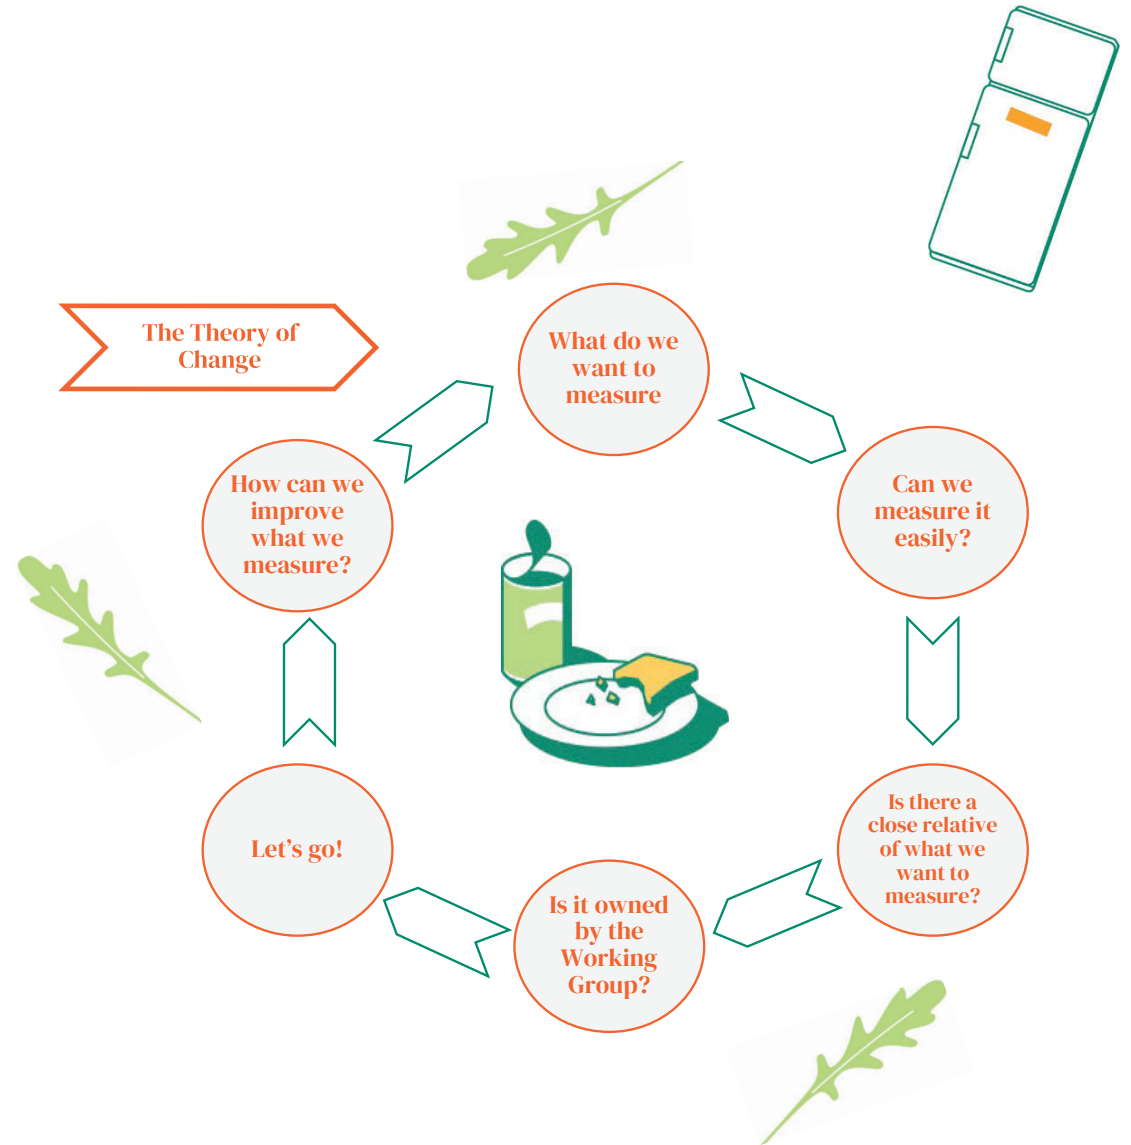 The Theory of
Change
What do we
want to
measure
Can we
measure it
easily?
Is there a
close relative
of what we
want to
measure?
Is it owned
by the
Working
Group?
Let's go!
How can we
improve
what we
measure?